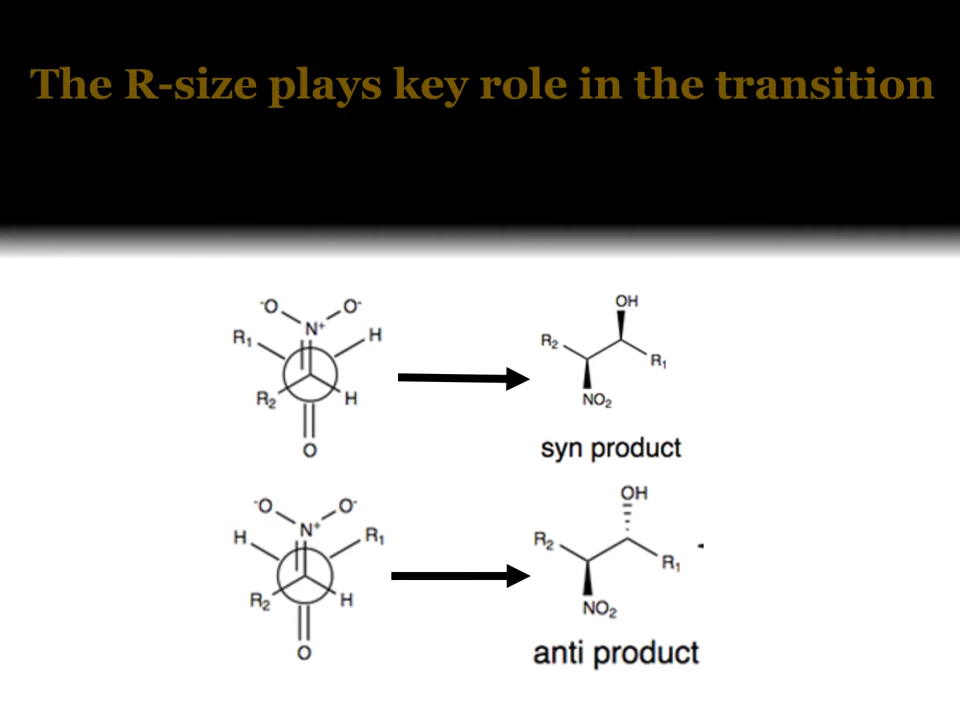 The R-size plays key role in the transition
⁻O O⁻
N⁺
R₁ H
R₂ H
O
OH
R₂
R₁
NO₂
syn product
⁻O O⁻
N⁺
H R₁
R₂ H
O
OH
R₂
R₁
NO₂
anti product